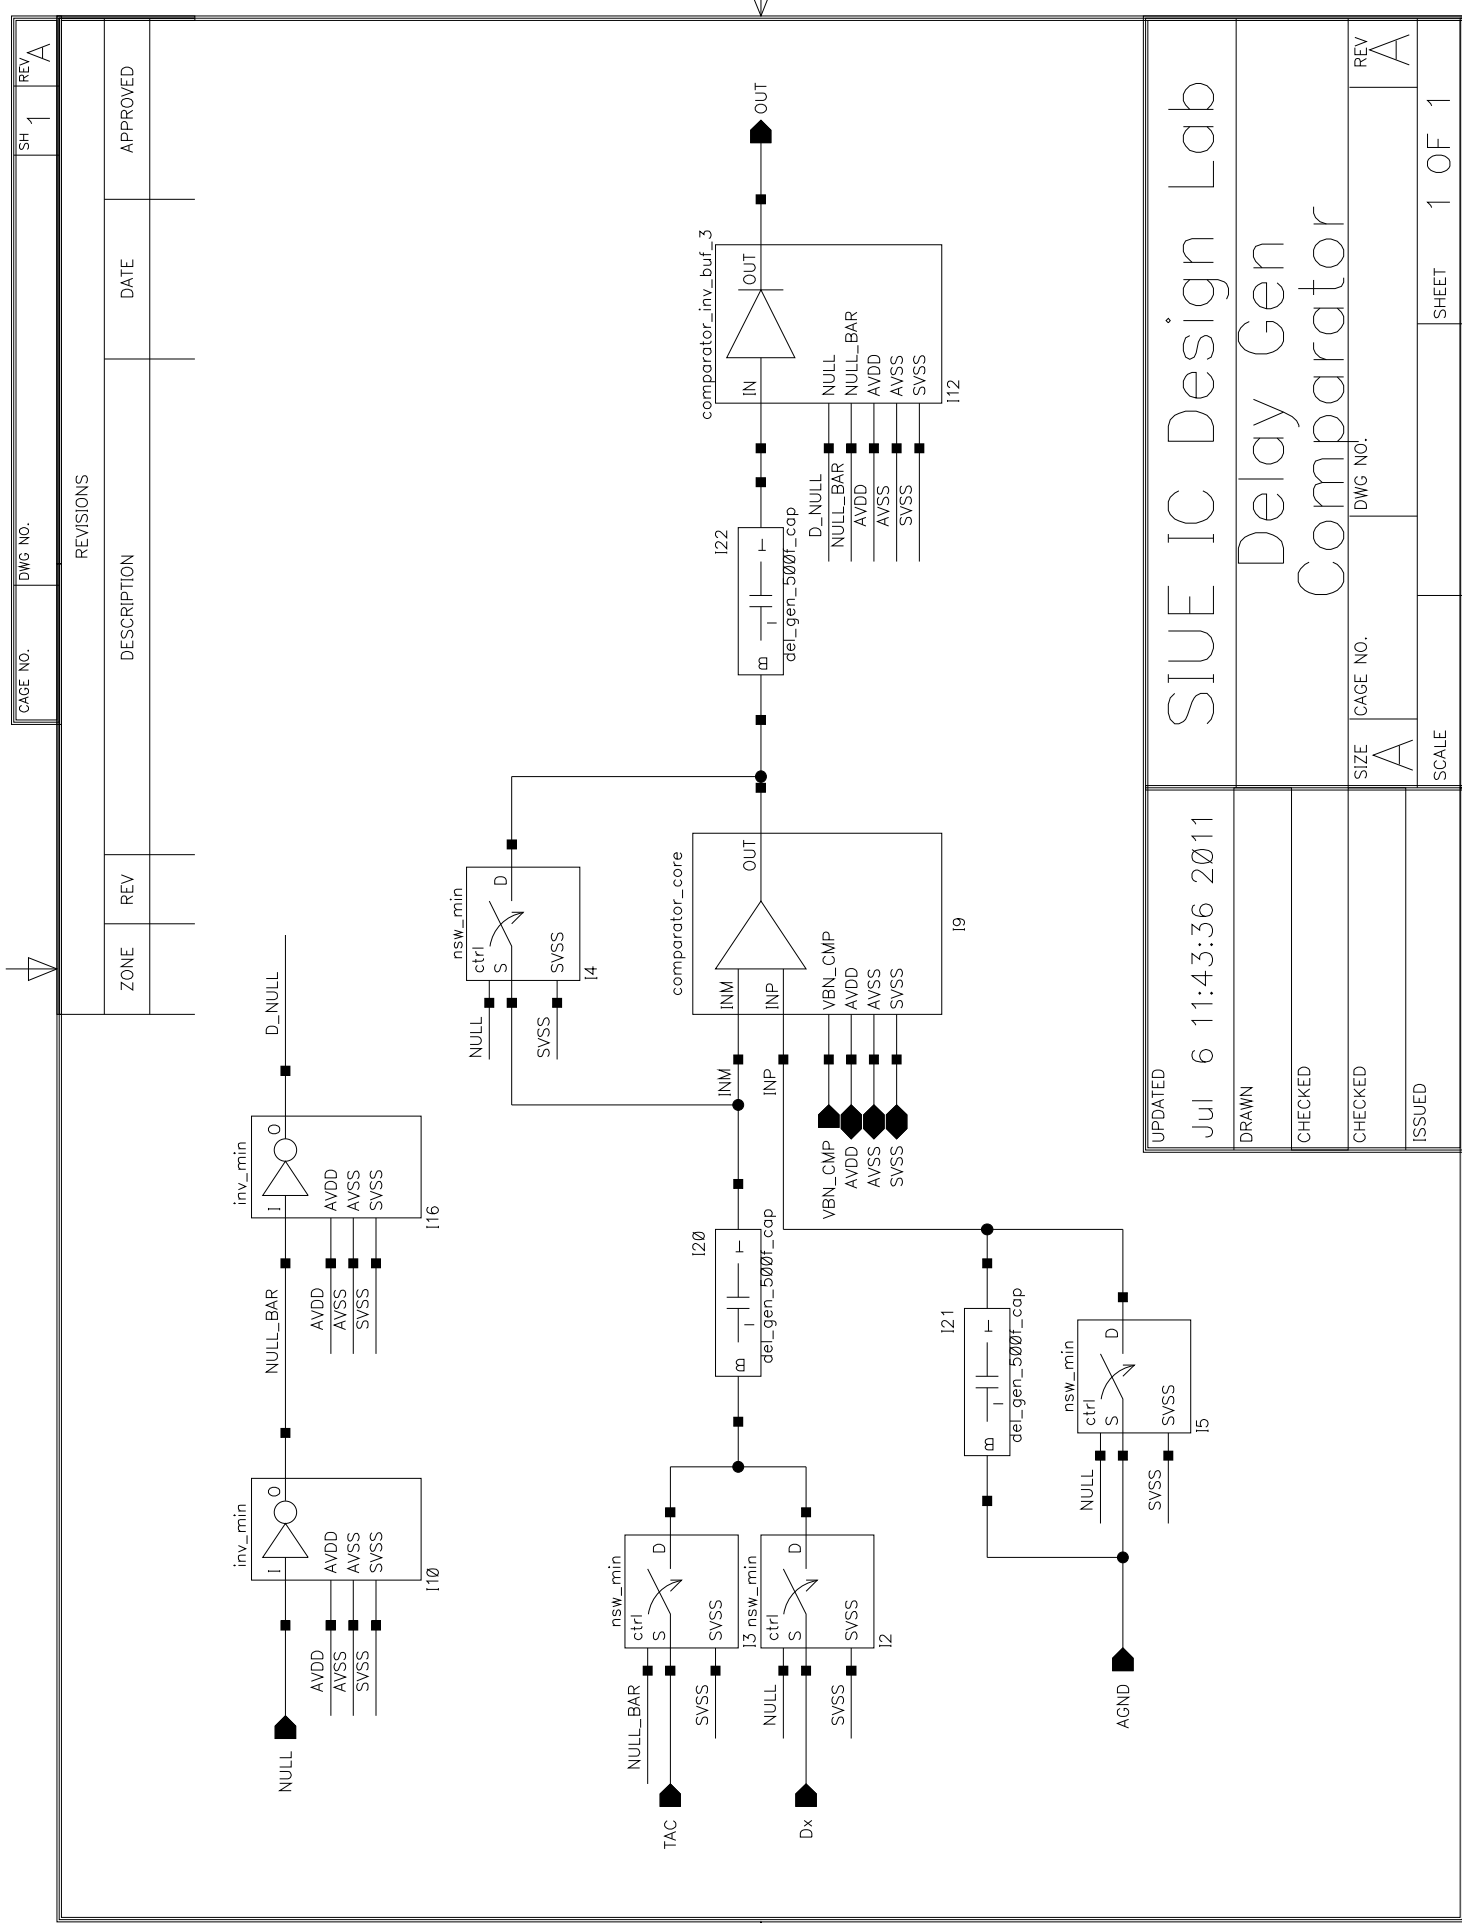 CAGE NO.
DWG NO.
SH 1
REV A
REVISIONS
ZONE
REV
DESCRIPTION
DATE
APPROVED
inv_min
I
O
AVDD
AVSS
SVSS
I10
NULL
AVDD
AVSS
SVSS
NULL_BAR
inv_min
I
O
AVDD
AVSS
SVSS
I16
AVDD
AVSS
SVSS
D_NULL
nsw_min
ctrl
S
D
SVSS
I4
NULL
SVSS
nsw_min
ctrl
S
D
SVSS
I3
NULL_BAR
TAC
SVSS
nsw_min
ctrl
S
D
SVSS
I2
NULL
Dx
SVSS
I20
B
T
del_gen_500f_cap
INM
INP
comparator_core
INM
INP
OUT
VBN_CMP
AVDD
AVSS
SVSS
I9
VBN_CMP
AVDD
AVSS
SVSS
I22
B
T
del_gen_500f_cap
comparator_inv_buf_3
IN
OUT
NULL
NULL_BAR
AVDD
AVSS
SVSS
I12
D_NULL
NULL_BAR
AVDD
AVSS
SVSS
OUT
I21
B
T
del_gen_500f_cap
nsw_min
ctrl
S
D
SVSS
I5
NULL
SVSS
AGND
UPDATED
Jul 6 11:43:36 2011
DRAWN
CHECKED
CHECKED
ISSUED
SIUE IC Design Lab
Delay Gen
Comparator
SIZE
A
CAGE NO.
DWG NO.
REV
A
SCALE
SHEET
1 OF 1